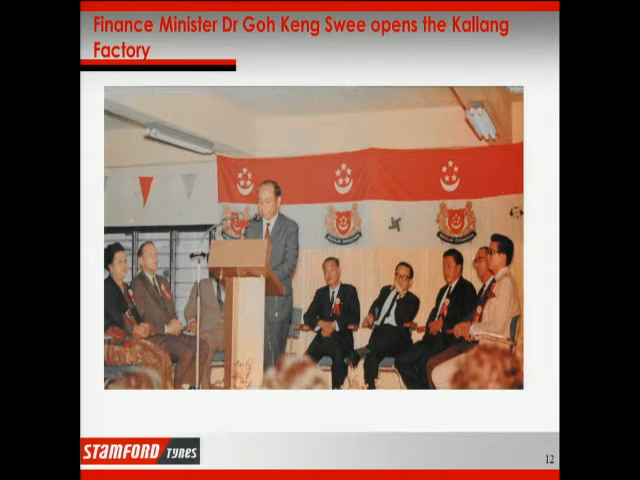 Finance Minister Dr Goh Keng Swee opens the Kallang
Factory
STAMFORD TYRES
12